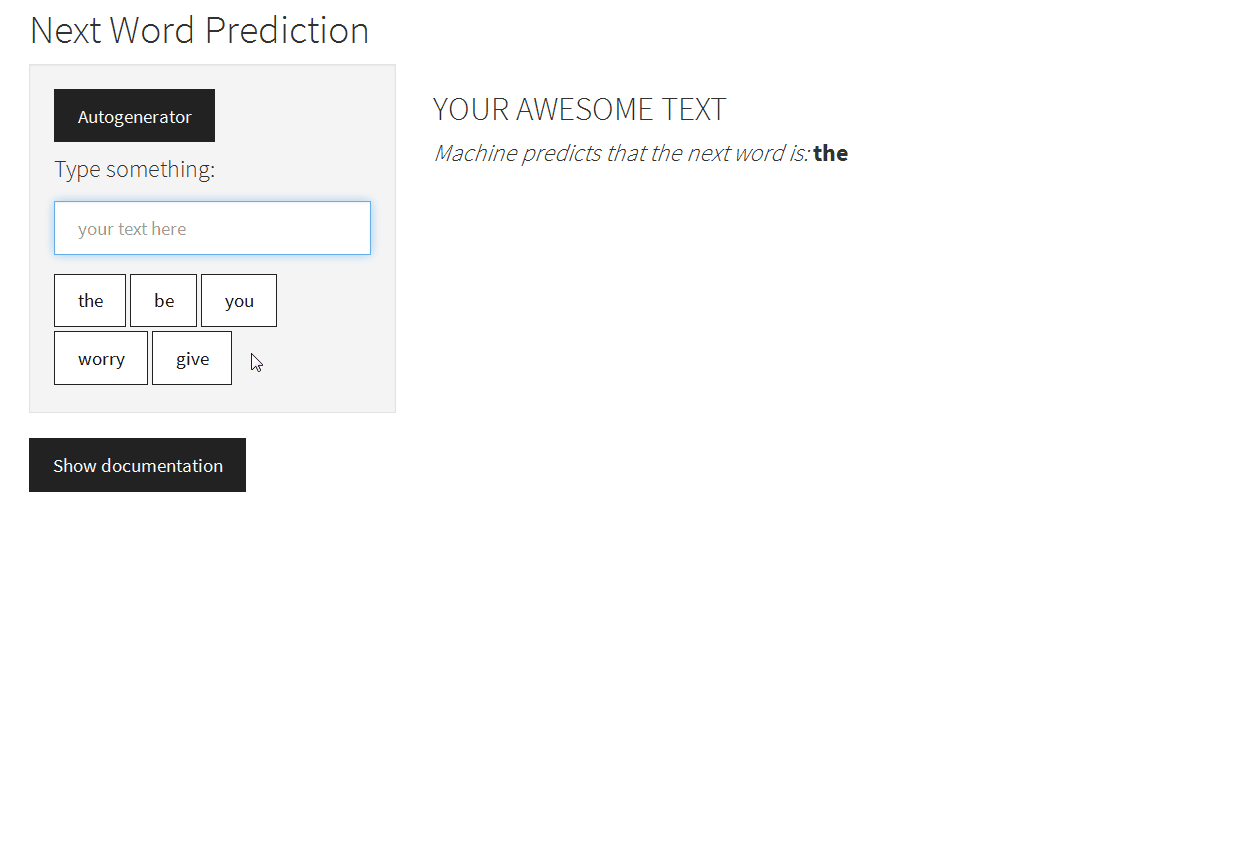 Next Word Prediction
Autogenerator
Type something:
your text here
the be you
worry give
Show documentation
YOUR AWESOME TEXT
Machine predicts that the next word is: the